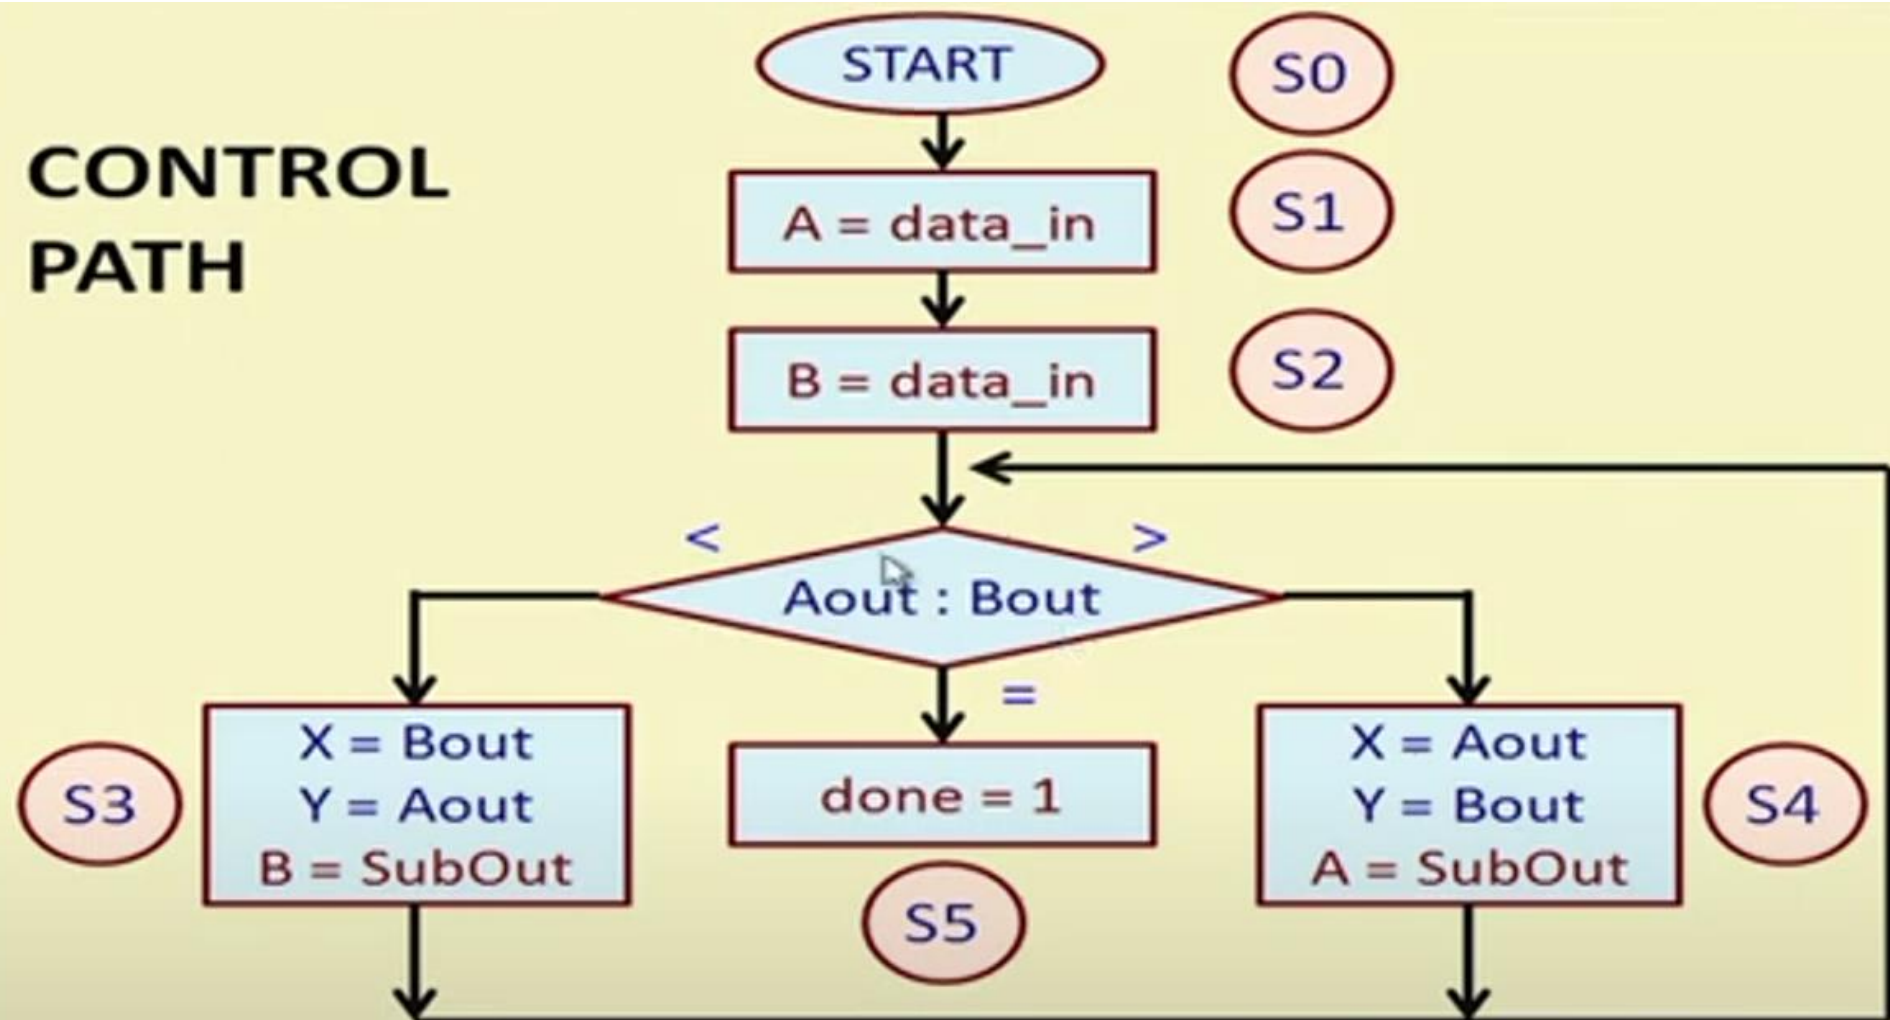 START
S0
CONTROL
PATH
A = data_in
S1
B = data_in
S2
<
>
Aout : Bout
=
S3
X = Bout
Y = Aout
B = SubOut
done = 1
S5
X = Aout
Y = Bout
A = SubOut
S4